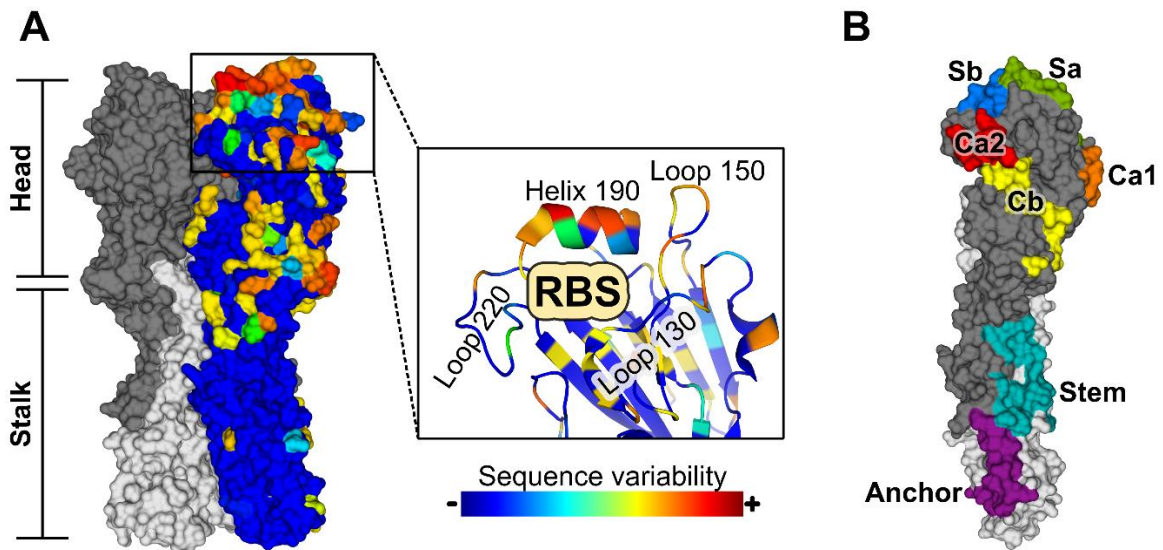 A
Head
Stalk
Helix 190
Loop 150
RBS
Loop 220
Loop 130
Sequence variability
- +
B
Sb
Sa
Ca2
Ca1
Cb
Stem
Anchor